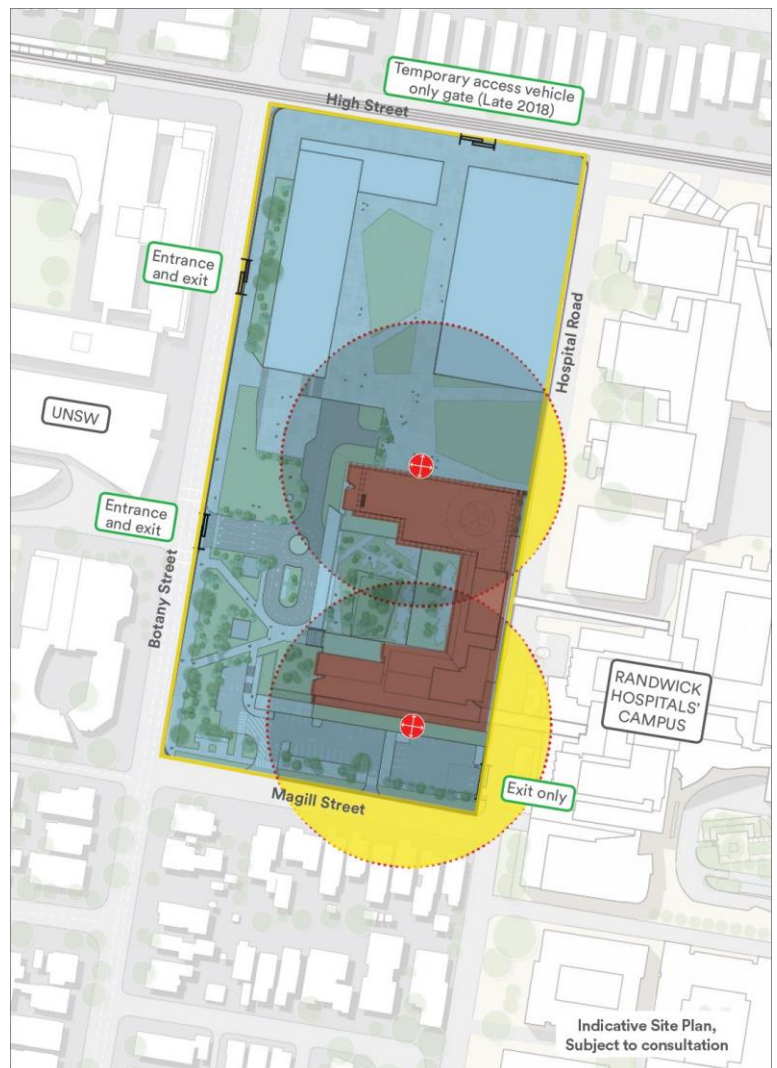 Temporary access vehicle
only gate (Late 2018)
High Street
Entrance
and exit
Hospital Road
UNSW
Entrance
and exit
Botany Street
RANDWICK
HOSPITALS'
CAMPUS
Exit only
Magill Street
Indicative Site Plan,
Subject to consultation